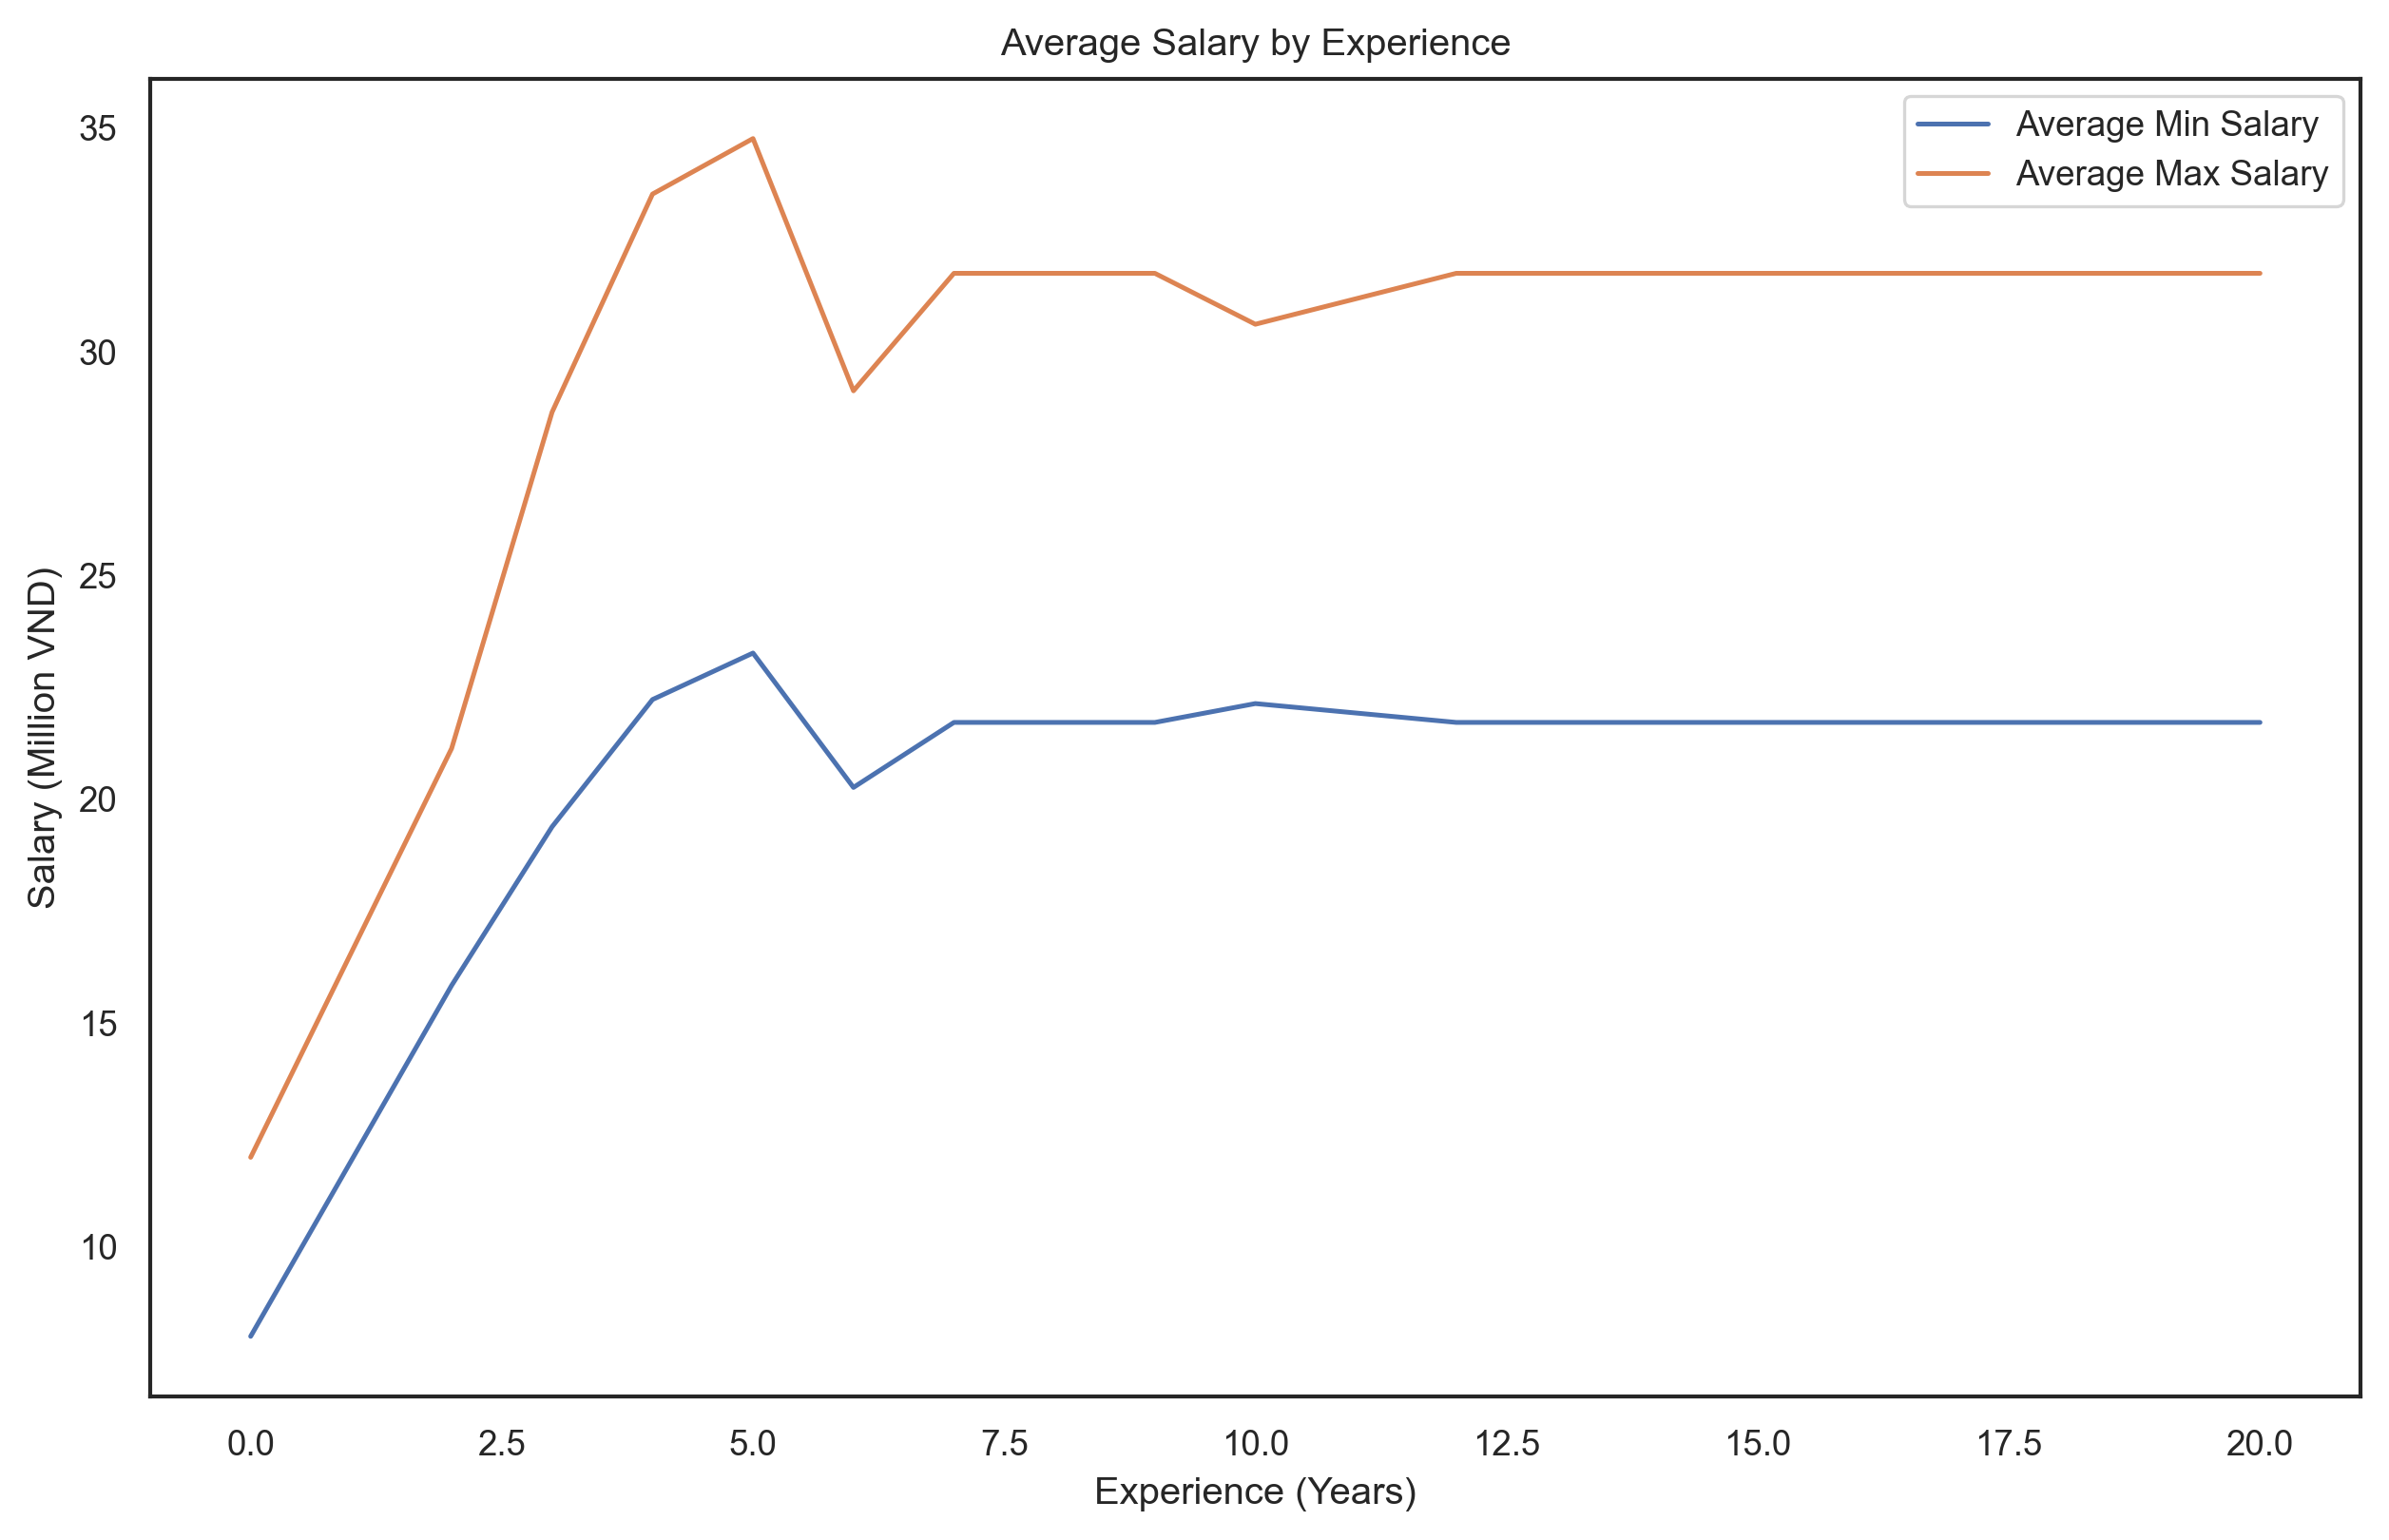 Average Salary by Experience
Average Min Salary
Average Max Salary
Salary (Million VND)
35
30
25
20
15
10
0.0 2.5 5.0 7.5 10.0 12.5 15.0 17.5 20.0
Experience (Years)